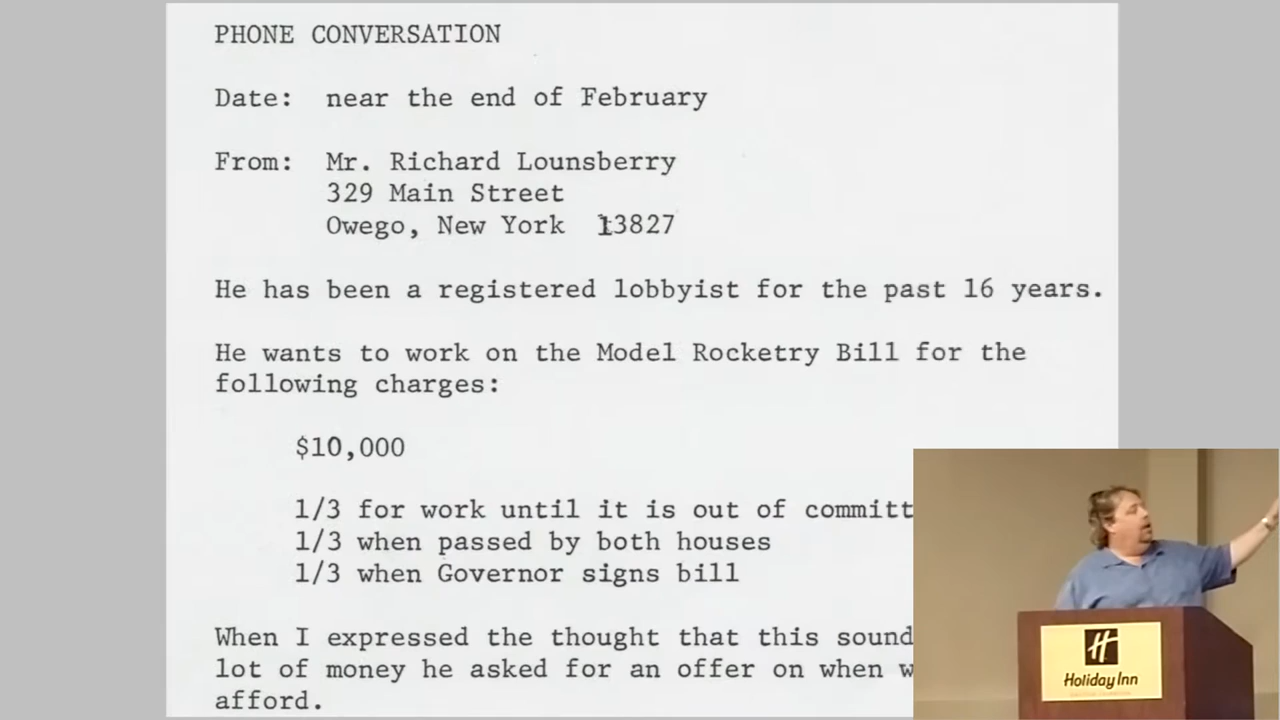 PHONE CONVERSATION
Date: near the end of February
From: Mr. Richard Lounsberry
329 Main Street
Owego, New York 13827
He has been a registered lobbyist for the past 16 years.
He wants to work on the Model Rocketry Bill for the
following charges:
$10,000
1/3 for work until it is out of committ
1/3 when passed by both houses
1/3 when Governor signs bill
When I expressed the thought that this sound
lot of money he asked for an offer on when w
afford.
H
Holiday Inn